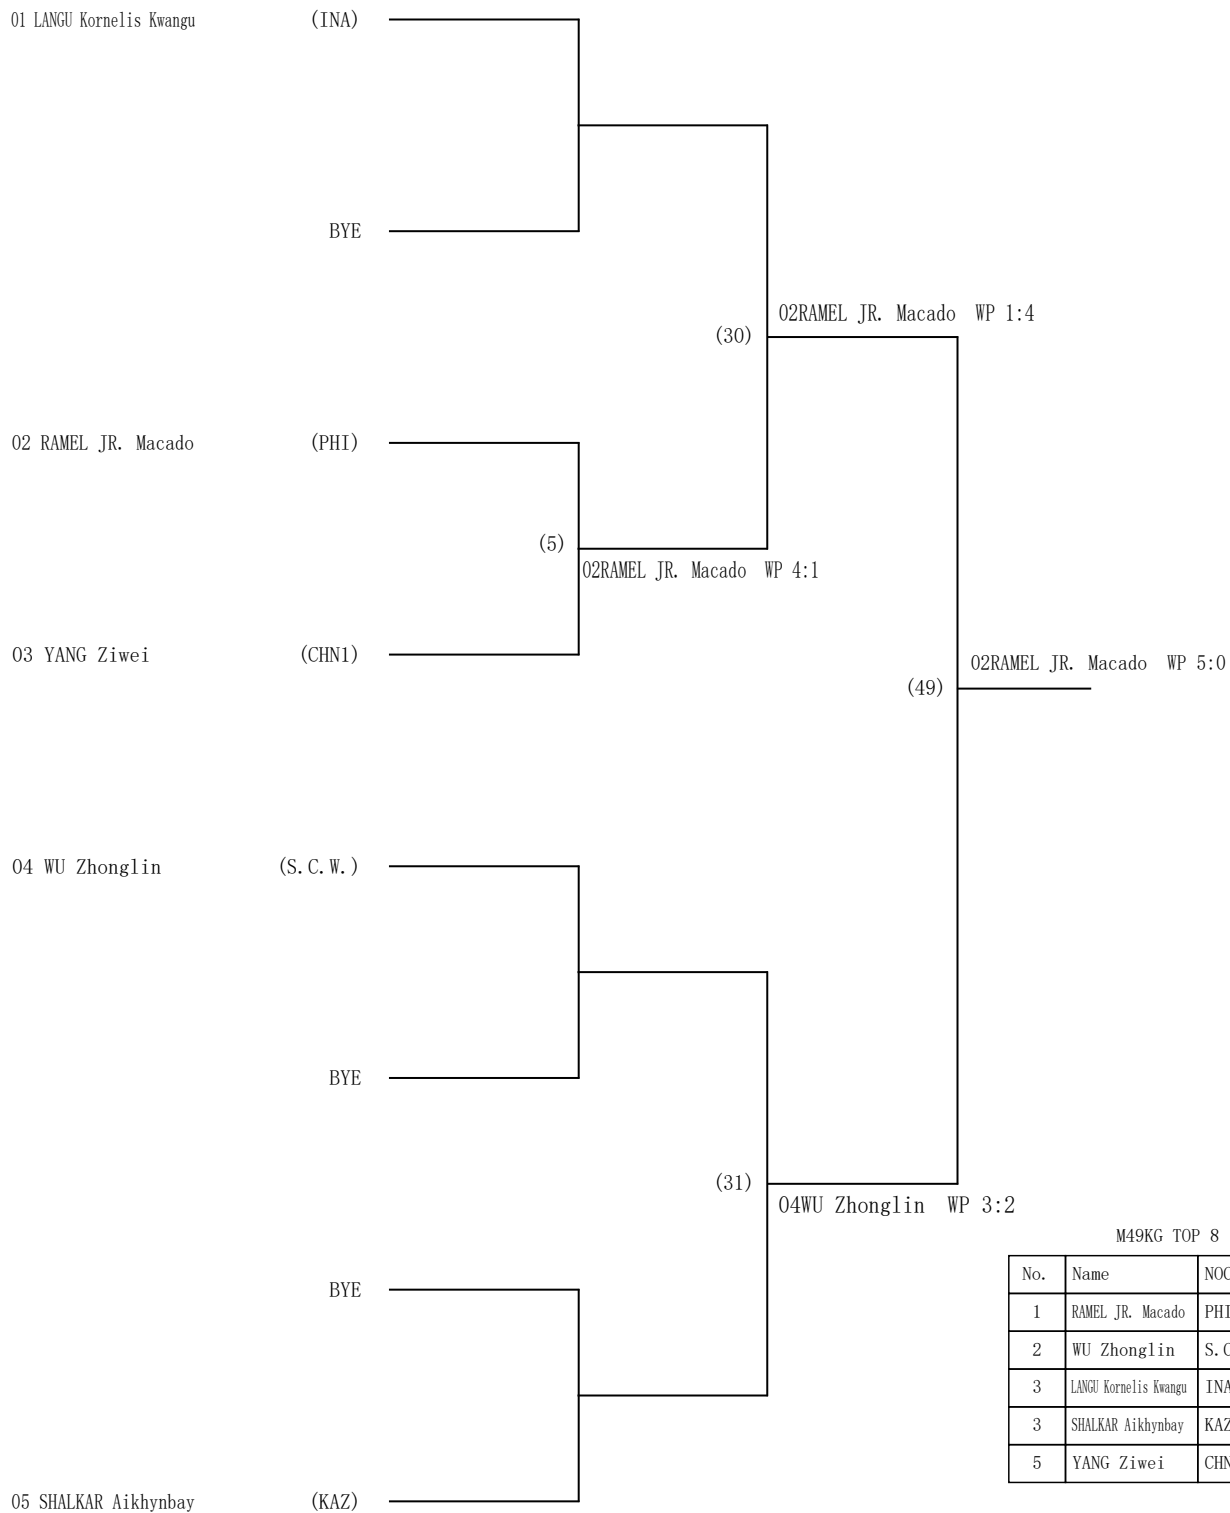 01 LANGU Kornelis Kwangu (INA)
BYE
02RAMEL JR. Macado WP 1:4
(30)
02 RAMEL JR. Macado (PHI)
(5)
02RAMEL JR. Macado WP 4:1
03 YANG Ziwei (CHN1)
02RAMEL JR. Macado WP 5:0
(49)
04 WU Zhonglin (S.C.W.)
BYE
(31)
04WU Zhonglin WP 3:2
M49KG TOP 8
No. Name NOC
1 RAMEL JR. Macado PHI
2 WU Zhonglin S.C
3 LANGU Kornelis Kwangu INA
3 SHALKAR Aikhynbay KAZ
5 YANG Ziwei CHN
BYE
05 SHALKAR Aikhynbay (KAZ)